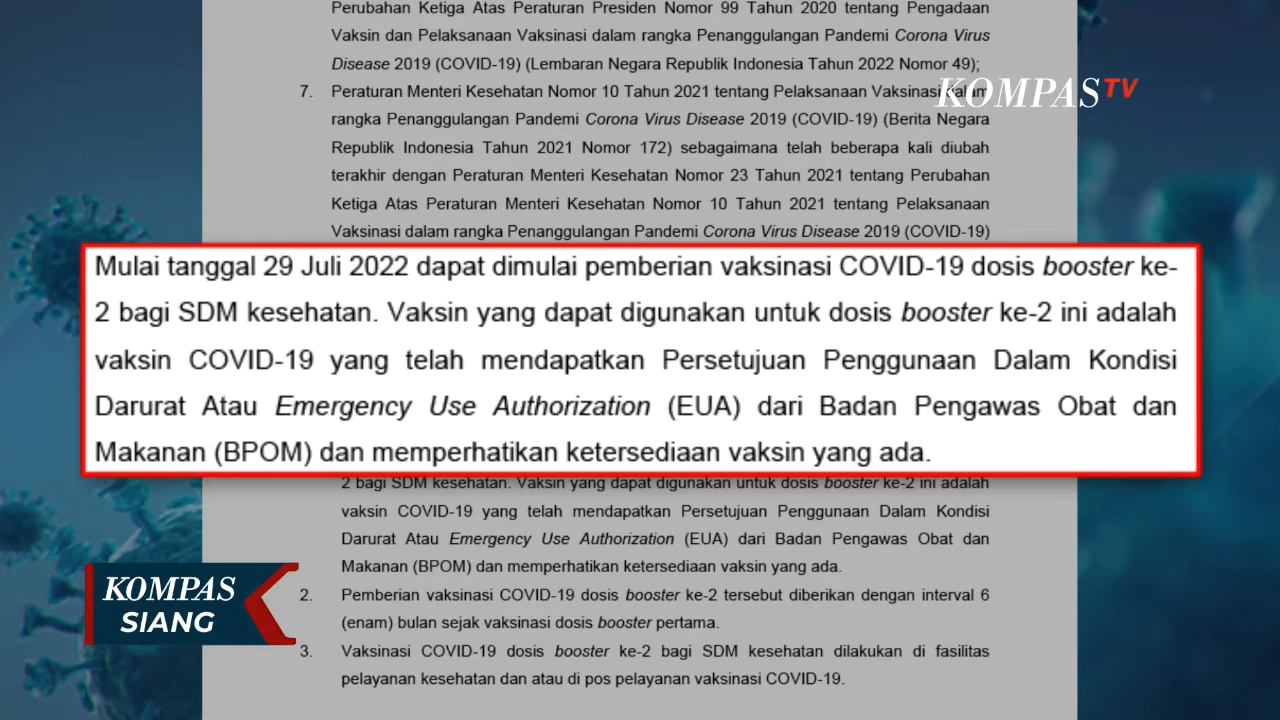 Perubahan Ketiga Atas Peraturan Presiden Nomor 99 Tahun 2020 tentang Pengadaan
Vaksin dan Pelaksanaan Vaksinasi dalam rangka Penanggulangan Pandemi Corona Virus
Disease 2019 (COVID-19) (Lembaran Negara Republik Indonesia Tahun 2022 Nomor 49);
KOMPAS TV
7. Peraturan Menteri Kesehatan Nomor 10 Tahun 2021 tentang Pelaksanaan Vaksinasi dalam
rangka Penanggulangan Pandemi Corona Virus Disease 2019 (COVID-19) (Berita Negara
Republik Indonesia Tahun 2021 Nomor 172) sebagaimana telah beberapa kali diubah
terakhir dengan Peraturan Menteri Kesehatan Nomor 23 Tahun 2021 tentang Perubahan
Ketiga Atas Peraturan Menteri Kesehatan Nomor 10 Tahun 2021 tentang Pelaksanaan
Vaksinasi dalam rangka Penanggulangan Pandemi Corona Virus Disease 2019 (COVID-19)
Mulai tanggal 29 Juli 2022 dapat dimulai pemberian vaksinasi COVID-19 dosis booster ke-
2 bagi SDM kesehatan. Vaksin yang dapat digunakan untuk dosis booster ke-2 ini adalah
vaksin COVID-19 yang telah mendapatkan Persetujuan Penggunaan Dalam Kondisi
Darurat Atau Emergency Use Authorization (EUA) dari Badan Pengawas Obat dan
Makanan (BPOM) dan memperhatikan ketersediaan vaksin yang ada.
2 bagi SDM kesehatan. Vaksin yang dapat digunakan untuk dosis booster ke-2 ini adalah
vaksin COVID-19 yang telah mendapatkan Persetujuan Penggunaan Dalam Kondisi
Darurat Atau Emergency Use Authorization (EUA) dari Badan Pengawas Obat dan
Makanan (BPOM) dan memperhatikan ketersediaan vaksin yang ada.
2. Pemberian vaksinasi COVID-19 dosis booster ke-2 tersebut diberikan dengan interval 6
(enam) bulan sejak vaksinasi dosis booster pertama.
3. Vaksinasi COVID-19 dosis booster ke-2 bagi SDM kesehatan dilakukan di fasilitas
pelayanan kesehatan dan atau di pos pelayanan vaksinasi COVID-19.
KOMPAS
SIANG